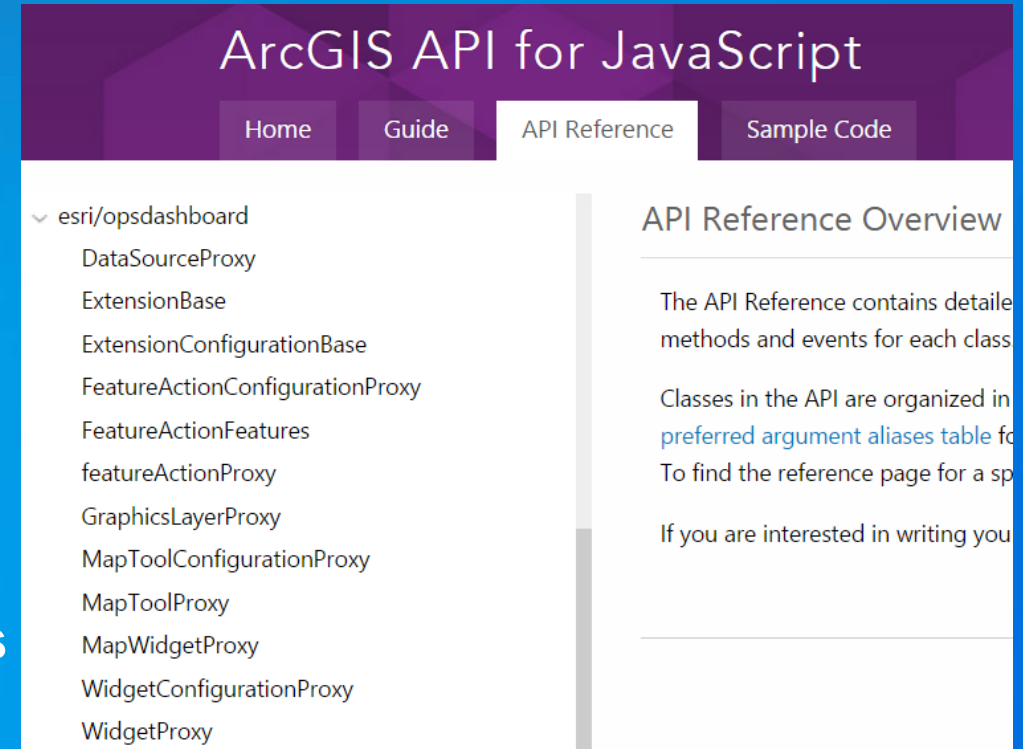 ArcGIS API for JavaScript
Home Guide API Reference Sample Code
esri/opsdashboard
DataSourceProxy
ExtensionBase
ExtensionConfigurationBase
FeatureActionConfigurationProxy
FeatureActionFeatures
featureActionProxy
GraphicsLayerProxy
MapToolConfigurationProxy
MapToolProxy
MapWidgetProxy
WidgetConfigurationProxy
WidgetProxy
API Reference Overview
The API Reference contains detaile
methods and events for each class
Classes in the API are organized in
preferred argument aliases table fo
To find the reference page for a sp
If you are interested in writing you
s